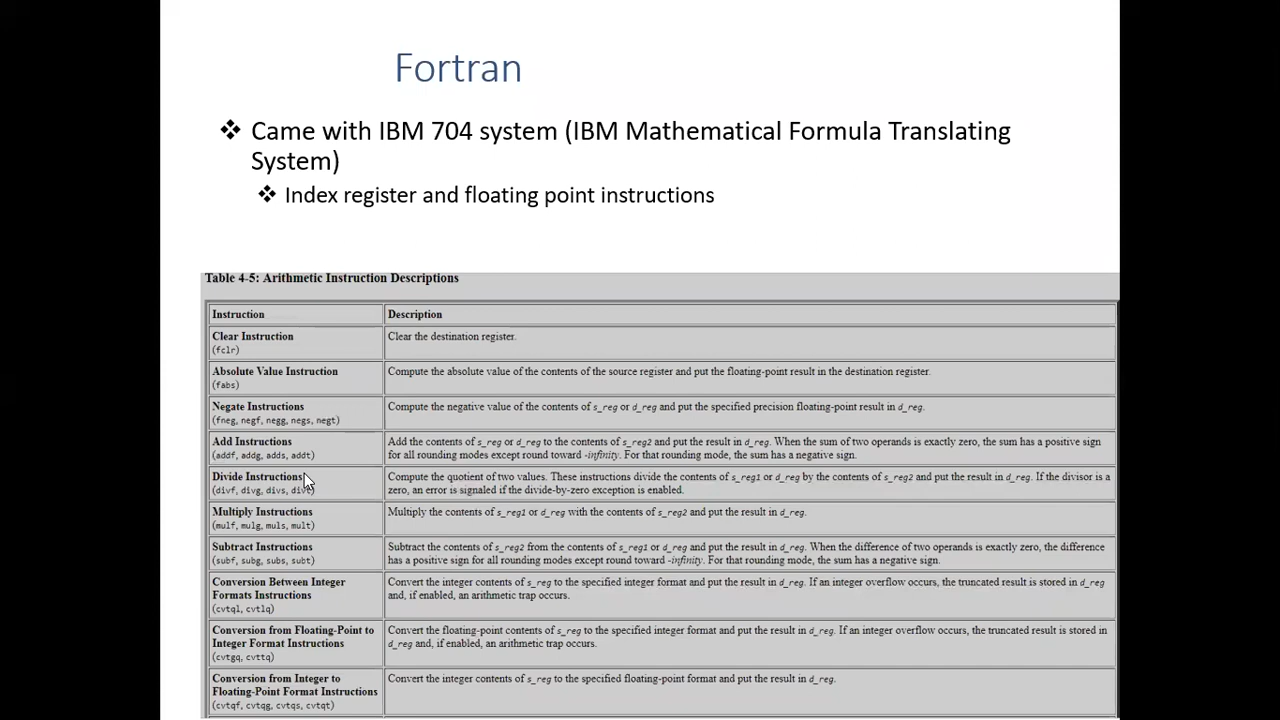 Fortran
❖ Came with IBM 704 system (IBM Mathematical Formula Translating
System)
❖ Index register and floating point instructions
Table 4-5: Arithmetic Instruction Descriptions
Instruction Description
Clear Instruction Clear the destination register.
(fclr)
Absolute Value Instruction Compute the absolute value of the contents of the source register and put the floating-point result in the destination register.
(fabs)
Negate Instructions Compute the negative value of the contents of s_reg or d_reg and put the specified precision floating-point result in d_reg.
(fneg, negf, negg, negs, negt)
Add Instructions Add the contents of s_reg or d_reg to the contents of s_reg2 and put the result in d_reg. When the sum of two operands is exactly zero, the sum has a positive sign
(addf, addg, adds, addt) for all rounding modes except round toward -infinity. For that rounding mode, the sum has a negative sign.
Divide Instructions Compute the quotient of two values. These instructions divide the contents of s_reg1 or d_reg by the contents of s_reg2 and put the result in d_reg. If the divisor is a
(divf, divg, divs, divt) zero, an error is signaled if the divide-by-zero exception is enabled.
Multiply Instructions Multiply the contents of s_reg1 or d_reg with the contents of s_reg2 and put the result in d_reg.
(mulf, mulg, muls, mult)
Subtract Instructions Subtract the contents of s_reg2 from the contents of s_reg1 or d_reg and put the result in d_reg. When the difference of two operands is exactly zero, the difference
(subf, subg, subs, subt) has a positive sign for all rounding modes except round toward -infinity. For that rounding mode, the sum has a negative sign.
Conversion Between Integer Convert the integer contents of s_reg to the specified integer format and put the result in d_reg. If an integer overflow occurs, the truncated result is stored in d_reg
Formats Instructions and, if enabled, an arithmetic trap occurs.
(cvtql, cvtlq)
Conversion from Floating-Point to Convert the floating-point contents of s_reg to the specified integer format and put the result in d_reg. If an integer overflow occurs, the truncated result is stored in
Integer Format Instructions d_reg and, if enabled, an arithmetic trap occurs.
(cvtgq, cvttq)
Conversion from Integer to Convert the integer contents of s_reg to the specified floating-point format and put the result in d_reg.
Floating-Point Format Instructions
(cvtqf, cvtqg, cvtqs, cvtqt)